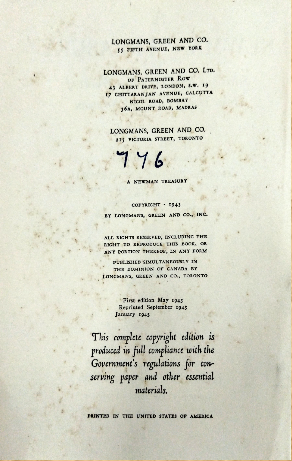 LONGMANS, GREEN AND CO.
55 FIFTH AVENUE, NEW YORK
LONGMANS, GREEN AND CO. LTD.
OF PATERNOSTER ROW
43 ALBERT DRIVE, LONDON, S.W. 19
17 CHITTARANJAN AVENUE, CALCUTTA
NICOL ROAD, BOMBAY
36A, MOUNT ROAD, MADRAS
LONGMANS, GREEN AND CO.
215 VICTORIA STREET, TORONTO
776
A NEWMAN TREASURY
COPYRIGHT · 1943
BY LONGMANS, GREEN AND CO., INC.
ALL RIGHTS RESERVED, INCLUDING THE
RIGHT TO REPRODUCE THIS BOOK, OR
ANY PORTION THEREOF, IN ANY FORM
PUBLISHED SIMULTANEOUSLY IN
THE DOMINION OF CANADA BY
LONGMANS, GREEN AND CO., TORONTO
First edition May 1943
Reprinted September 1943
January 1945
This complete copyright edition is
produced in full compliance with the
Government's regulations for con-
serving paper and other essential
materials.
PRINTED IN THE UNITED STATES OF AMERICA